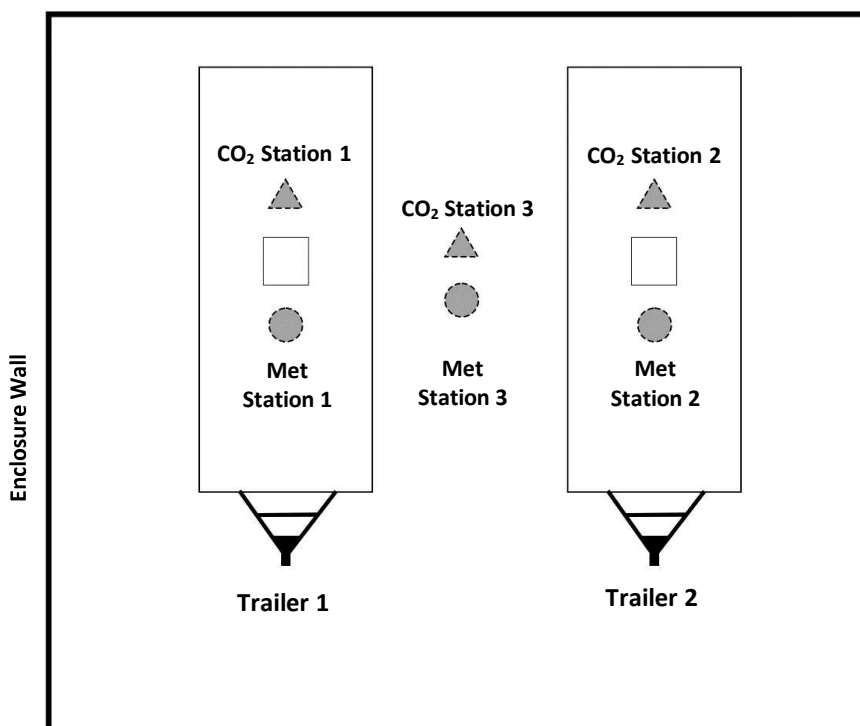 CO₂ Station 1
CO₂ Station 2
CO₂ Station 3
Met
Station 1
Met
Station 3
Met
Station 2
Enclosure Wall
Trailer 1
Trailer 2